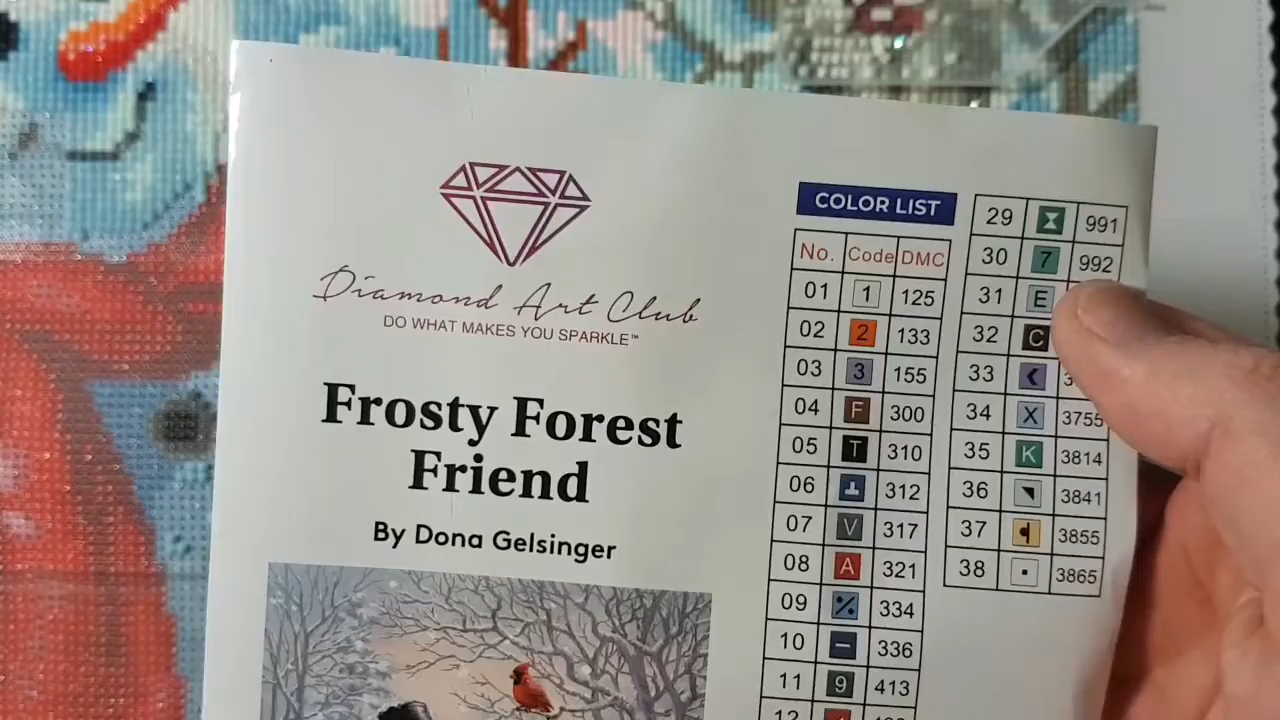 Diamond Art Club
DO WHAT MAKES YOU SPARKLE™
Frosty Forest
Friend
By Dona Gelsinger
COLOR LIST
No. Code DMC
01 1 125
02 2 133
03 3 155
04 F 300
05 T 310
06 ┴ 312
07 V 317
08 A 321
09 ٪ 334
10 – 336
11 9 413
12
29 991
30 7 992
31 E
32 C
33 ❮
34 X 3755
35 K 3814
36 ◥ 3841
37 3855
38 ▪ 3865